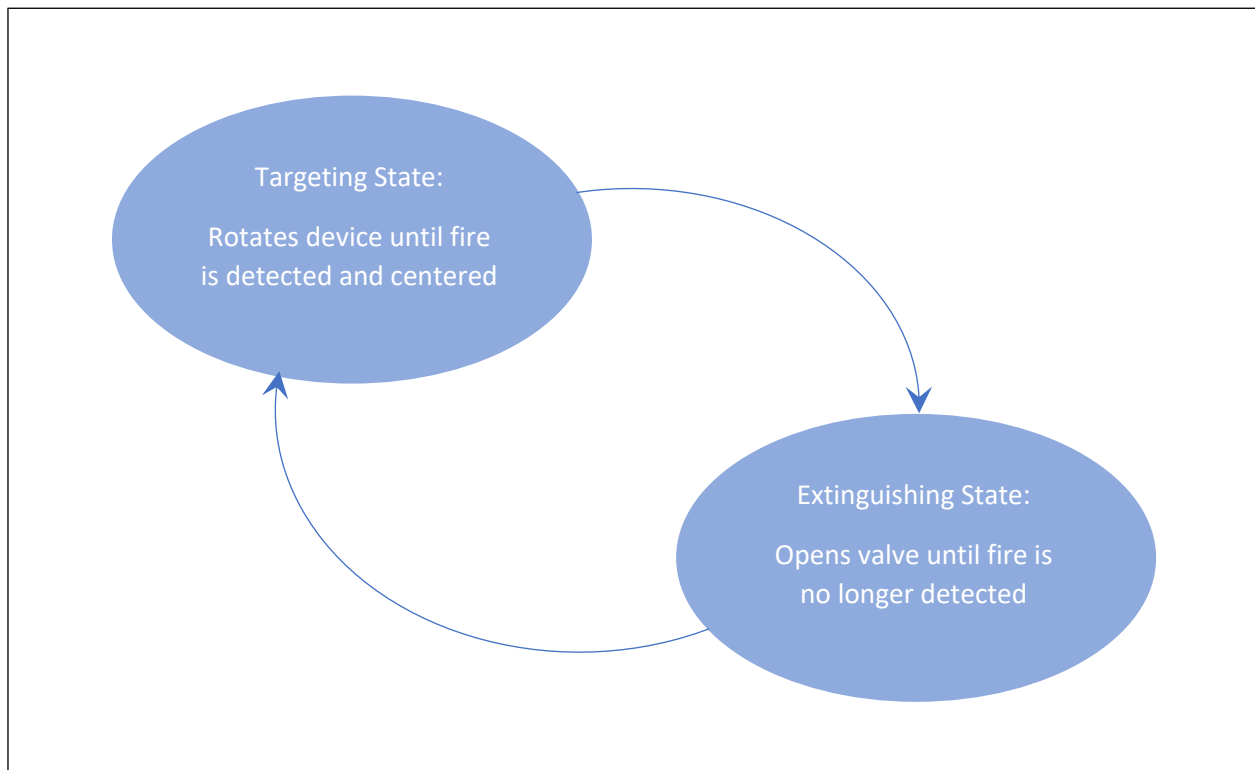 Targeting State:
Rotates device until fire
is detected and centered
Extinguishing State:
Opens valve until fire is
no longer detected